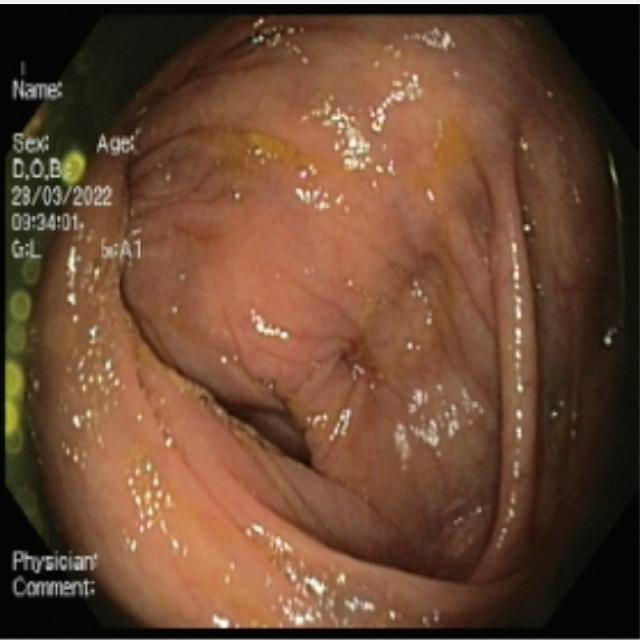 Name:
Sex: Age:
D.O.B:
28/03/2022
09:34:01
G:L A1
Physician:
Comment: